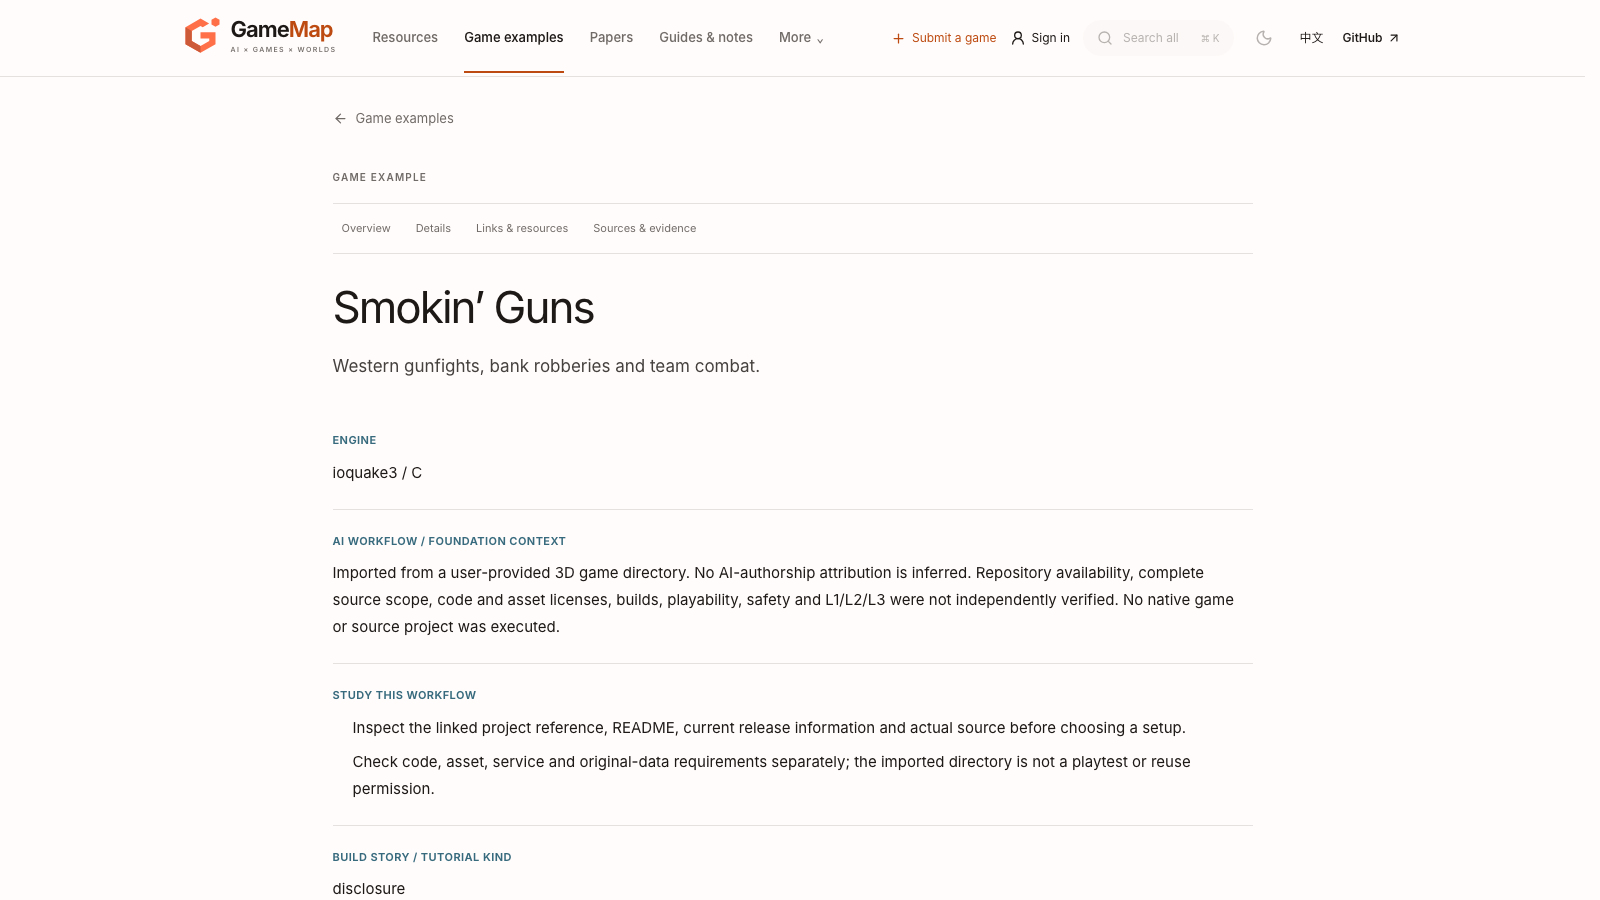 GameMap
AI × GAMES × WORLDS
Resources
Game examples
Papers
Guides & notes
More
Submit a game
Sign in
Search all
⌘ K
中文
GitHub ↗
← Game examples
GAME EXAMPLE
Overview
Details
Links & resources
Sources & evidence
Smokin’ Guns
Western gunfights, bank robberies and team combat.
ENGINE
ioquake3 / C
AI WORKFLOW / FOUNDATION CONTEXT
Imported from a user-provided 3D game directory. No AI-authorship attribution is inferred. Repository availability, complete
source scope, code and asset licenses, builds, playability, safety and L1/L2/L3 were not independently verified. No native game
or source project was executed.
STUDY THIS WORKFLOW
Inspect the linked project reference, README, current release information and actual source before choosing a setup.
Check code, asset, service and original-data requirements separately; the imported directory is not a playtest or reuse
permission.
BUILD STORY / TUTORIAL KIND
disclosure